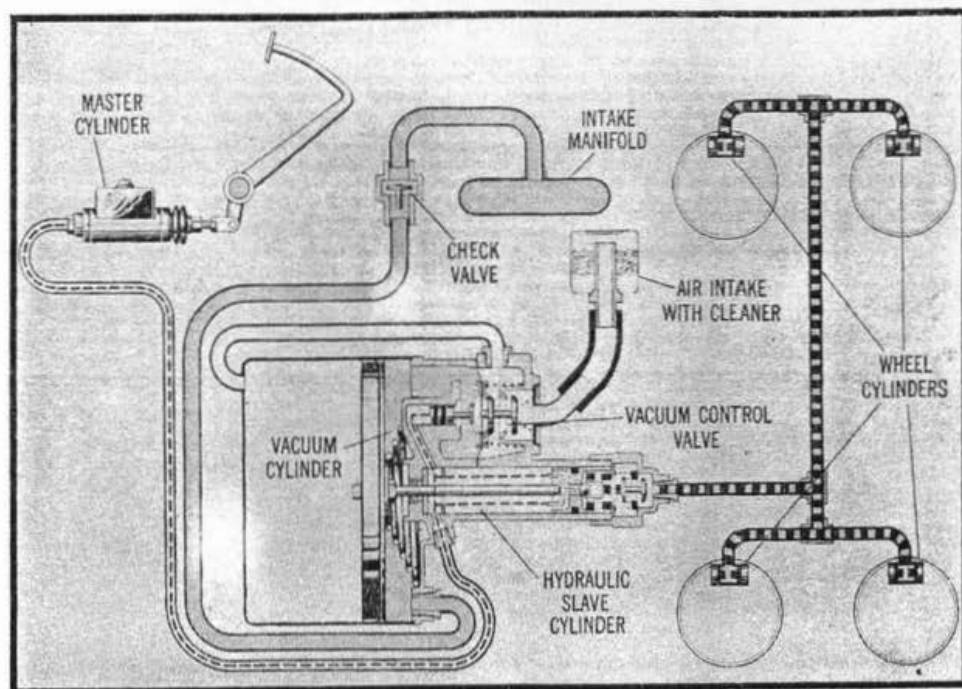 MASTER
CYLINDER
INTAKE
MANIFOLD
CHECK
VALVE
AIR INTAKE
WITH CLEANER
WHEEL
CYLINDERS
VACUUM CONTROL
VALVE
VACUUM
CYLINDER
HYDRAULIC
SLAVE
CYLINDER